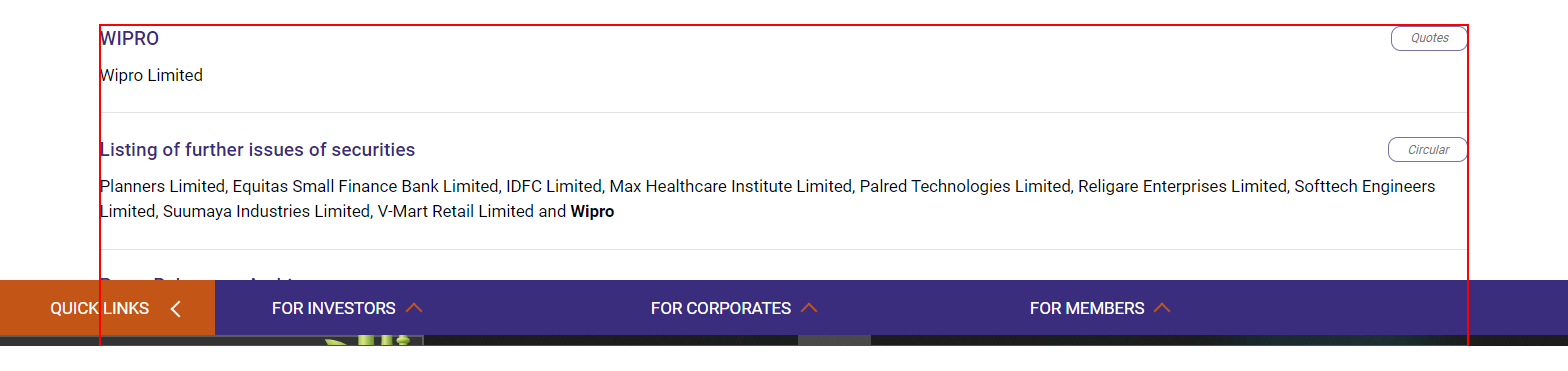 WIPRO
Quotes
Wipro Limited
Listing of further issues of securities
Circular
Planners Limited, Equitas Small Finance Bank Limited, IDFC Limited, Max Healthcare Institute Limited, Palred Technologies Limited, Religare Enterprises Limited, Softtech Engineers
Limited, Suumaya Industries Limited, V-Mart Retail Limited and Wipro
QUICK LINKS
FOR INVESTORS
FOR CORPORATES
FOR MEMBERS